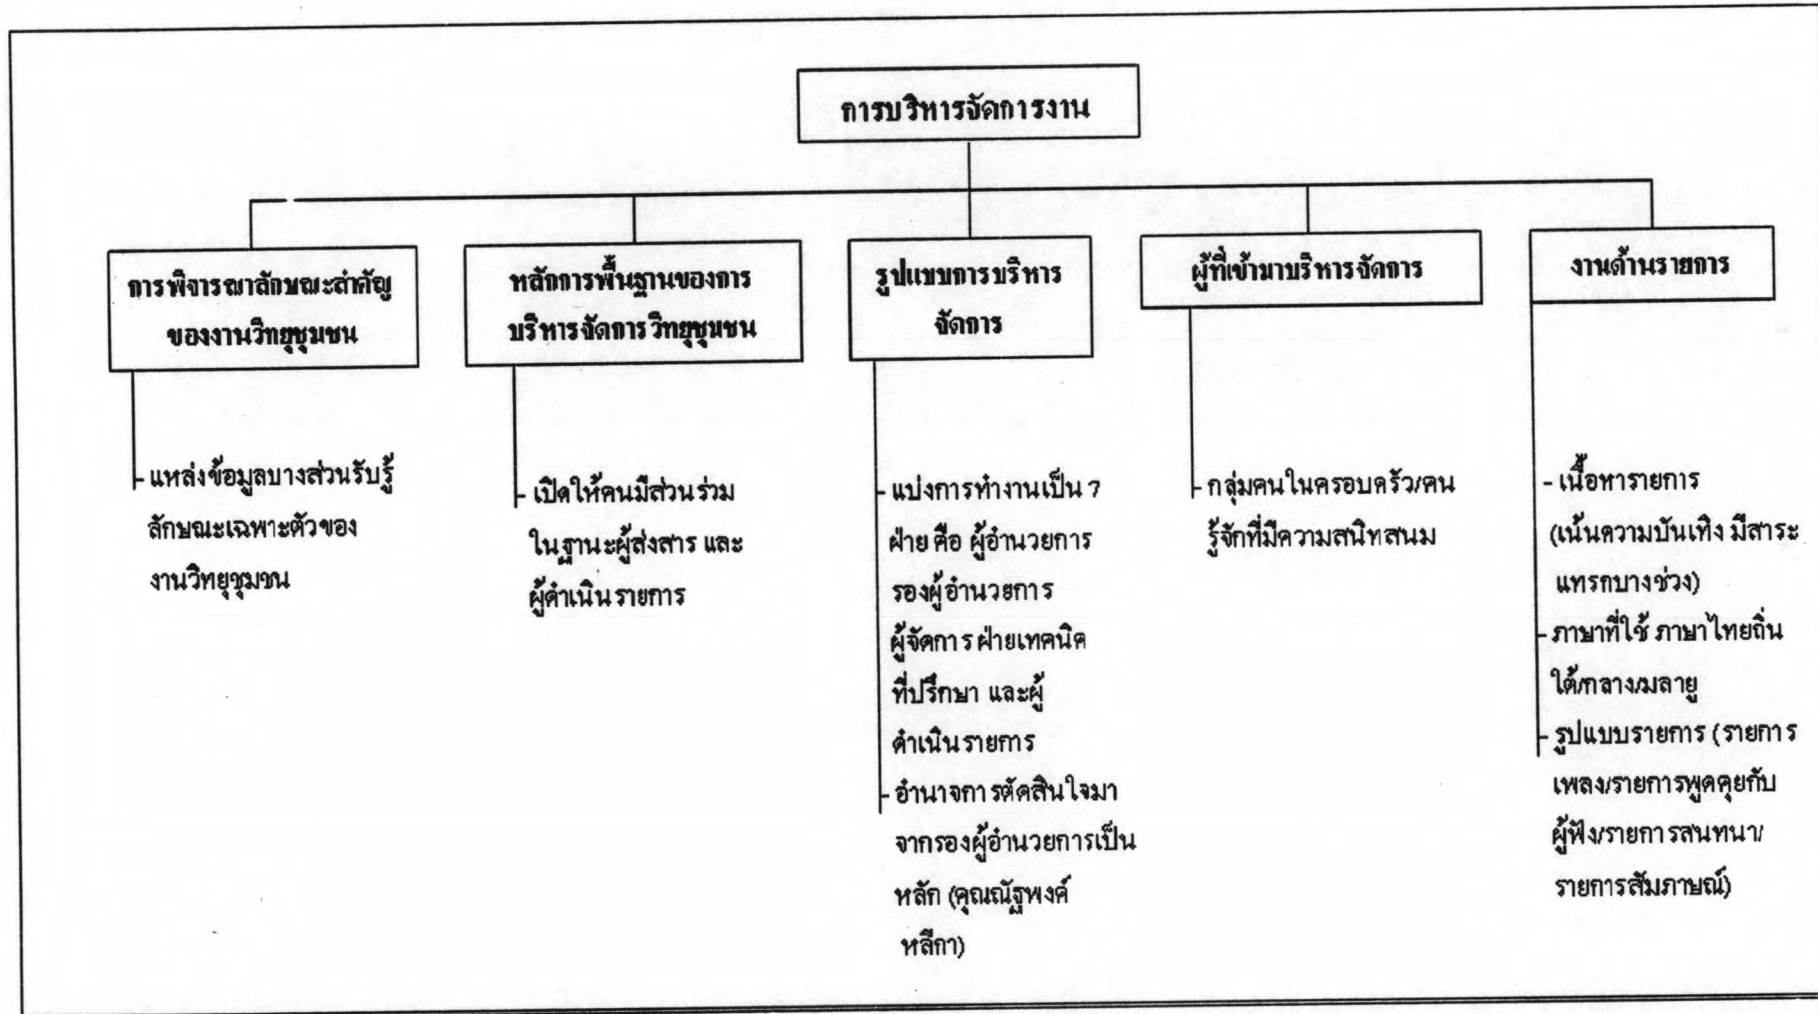 การบริหารจัดการงาน
การพิจารณาลักษณะสำคัญ
ของงานวิทยุชุมชน
- แหล่งข้อมูลบางส่วนรับรู้
ลักษณะเฉพาะตัวของ
งานวิทยุชุมชน
หลักการพื้นฐานของการ
บริหารจัดการวิทยุชุมชน
- เปิดให้คนมีส่วนร่วม
ในฐานะผู้ส่งสาร และ
ผู้ดำเนินรายการ
รูปแบบการบริหาร
จัดการ
- แบ่งการทำงานเป็น 7
ฝ่าย คือ ผู้อำนวยการ
รองผู้อำนวยการ
ผู้จัดการ ฝ่ายเทคนิค
ที่ปรึกษา และผู้
ดำเนินรายการ
- อำนาจการตัดสินใจมา
จากรองผู้อำนวยการเป็น
หลัก (คุณณัฐพงค์
หลีกา)
ผู้ที่เข้ามาบริหารจัดการ
- กลุ่มคนในครอบครัว/คน
รู้จักที่มีความสนิทสนม
งานด้านรายการ
- เนื้อหารายการ
(เน้นความบันเทิง มีสาระ
แทรกบางช่วง)
- ภาษาที่ใช้ ภาษาไทยถิ่น
ใต้/กลาง/มลายู
- รูปแบบรายการ (รายการ
เพลง/รายการพูดคุยกับ
ผู้ฟัง/รายการสนทนา/
รายการสัมภาษณ์)